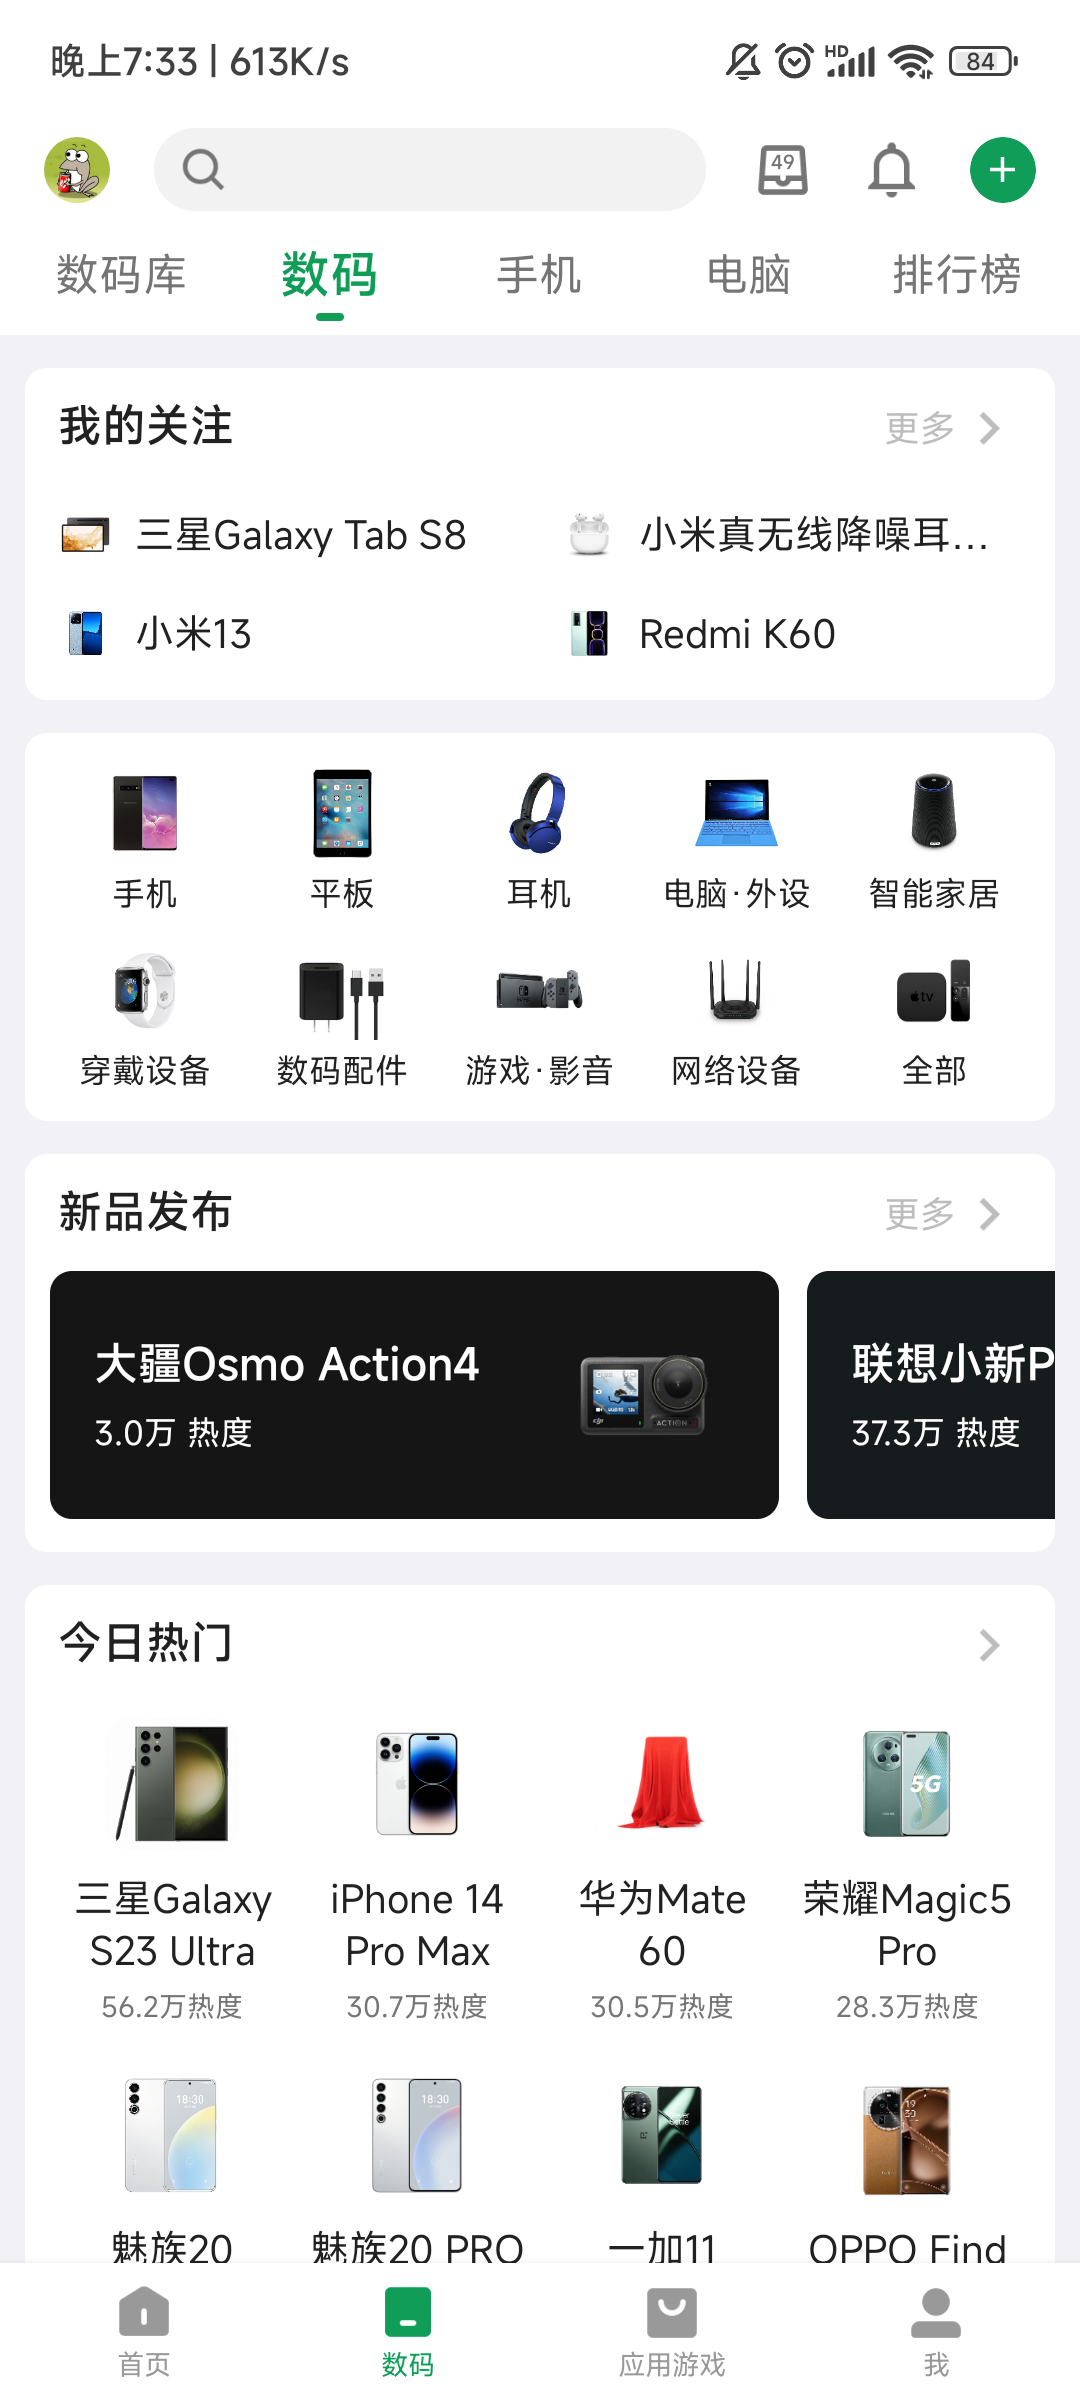 晚上7:33 | 613K/s
HD
84
49
数码库 数码 手机 电脑 排行榜
我的关注 更多
三星Galaxy Tab S8 小米真无线降噪耳...
小米13 Redmi K60
手机 平板 耳机 电脑·外设 智能家居
穿戴设备 数码配件 游戏·影音 网络设备 全部
新品发布 更多
大疆Osmo Action4
3.0万 热度
联想小新P
37.3万 热度
今日热门
三星Galaxy S23 Ultra
56.2万热度
iPhone 14 Pro Max
30.7万热度
华为Mate 60
30.5万热度
5G
荣耀Magic5 Pro
28.3万热度
18:30
魅族20
18:30
魅族20 PRO
一加11
OPPO Find
首页 数码 应用游戏 我